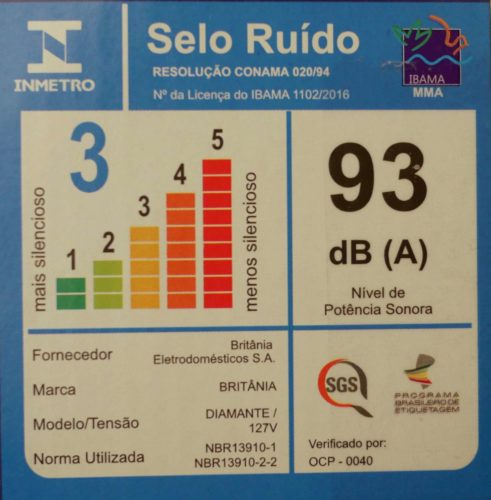 INMETRO
Selo Ruído
RESOLUÇÃO CONAMA 020/94
Nº da Licença do IBAMA 1102/2016
IBAMA
MMA
mais silencioso
3
1
2
3
4
5
menos silencioso
93
dB (A)
Nível de
Potência Sonora
Fornecedor
Britânia
Eletrodomésticos S.A.
Marca
BRITÂNIA
Modelo/Tensão
DIAMANTE /
127V
Norma Utilizada
NBR13910-1
NBR13910-2-2
SGS
PROGRAMA
BRASILEIRO DE
ETIQUETAGEM
Verificado por:
OCP - 0040